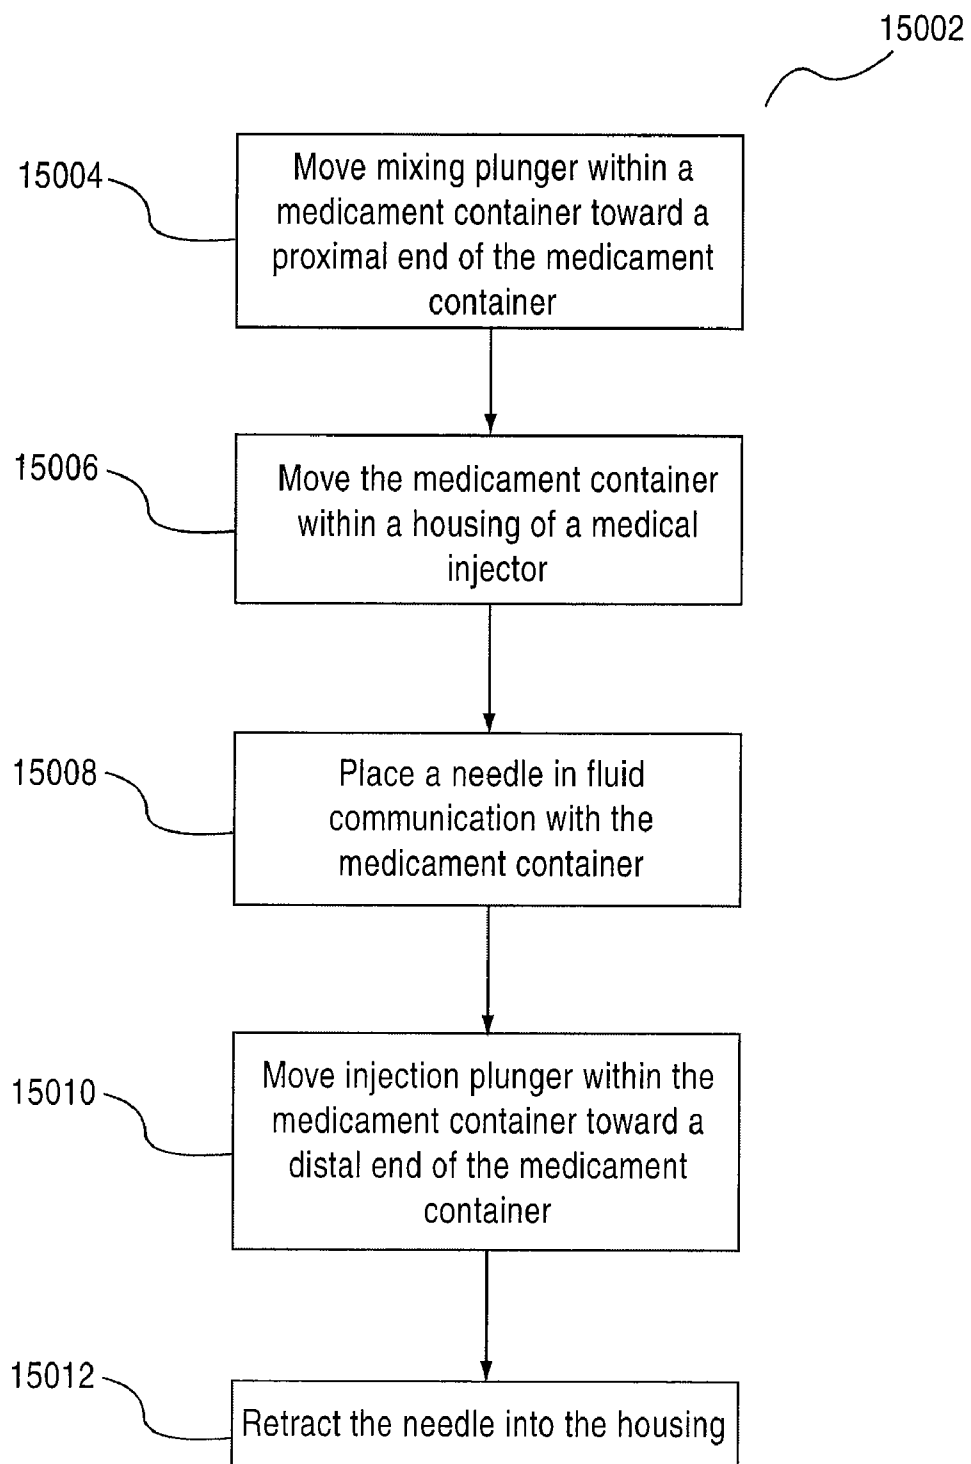 15002
15004
Move mixing plunger within a
medicament container toward a
proximal end of the medicament
container
15006
Move the medicament container
within a housing of a medical
injector
15008
Place a needle in fluid
communication with the
medicament container
15010
Move injection plunger within the
medicament container toward a
distal end of the medicament
container
15012
Retract the needle into the housing